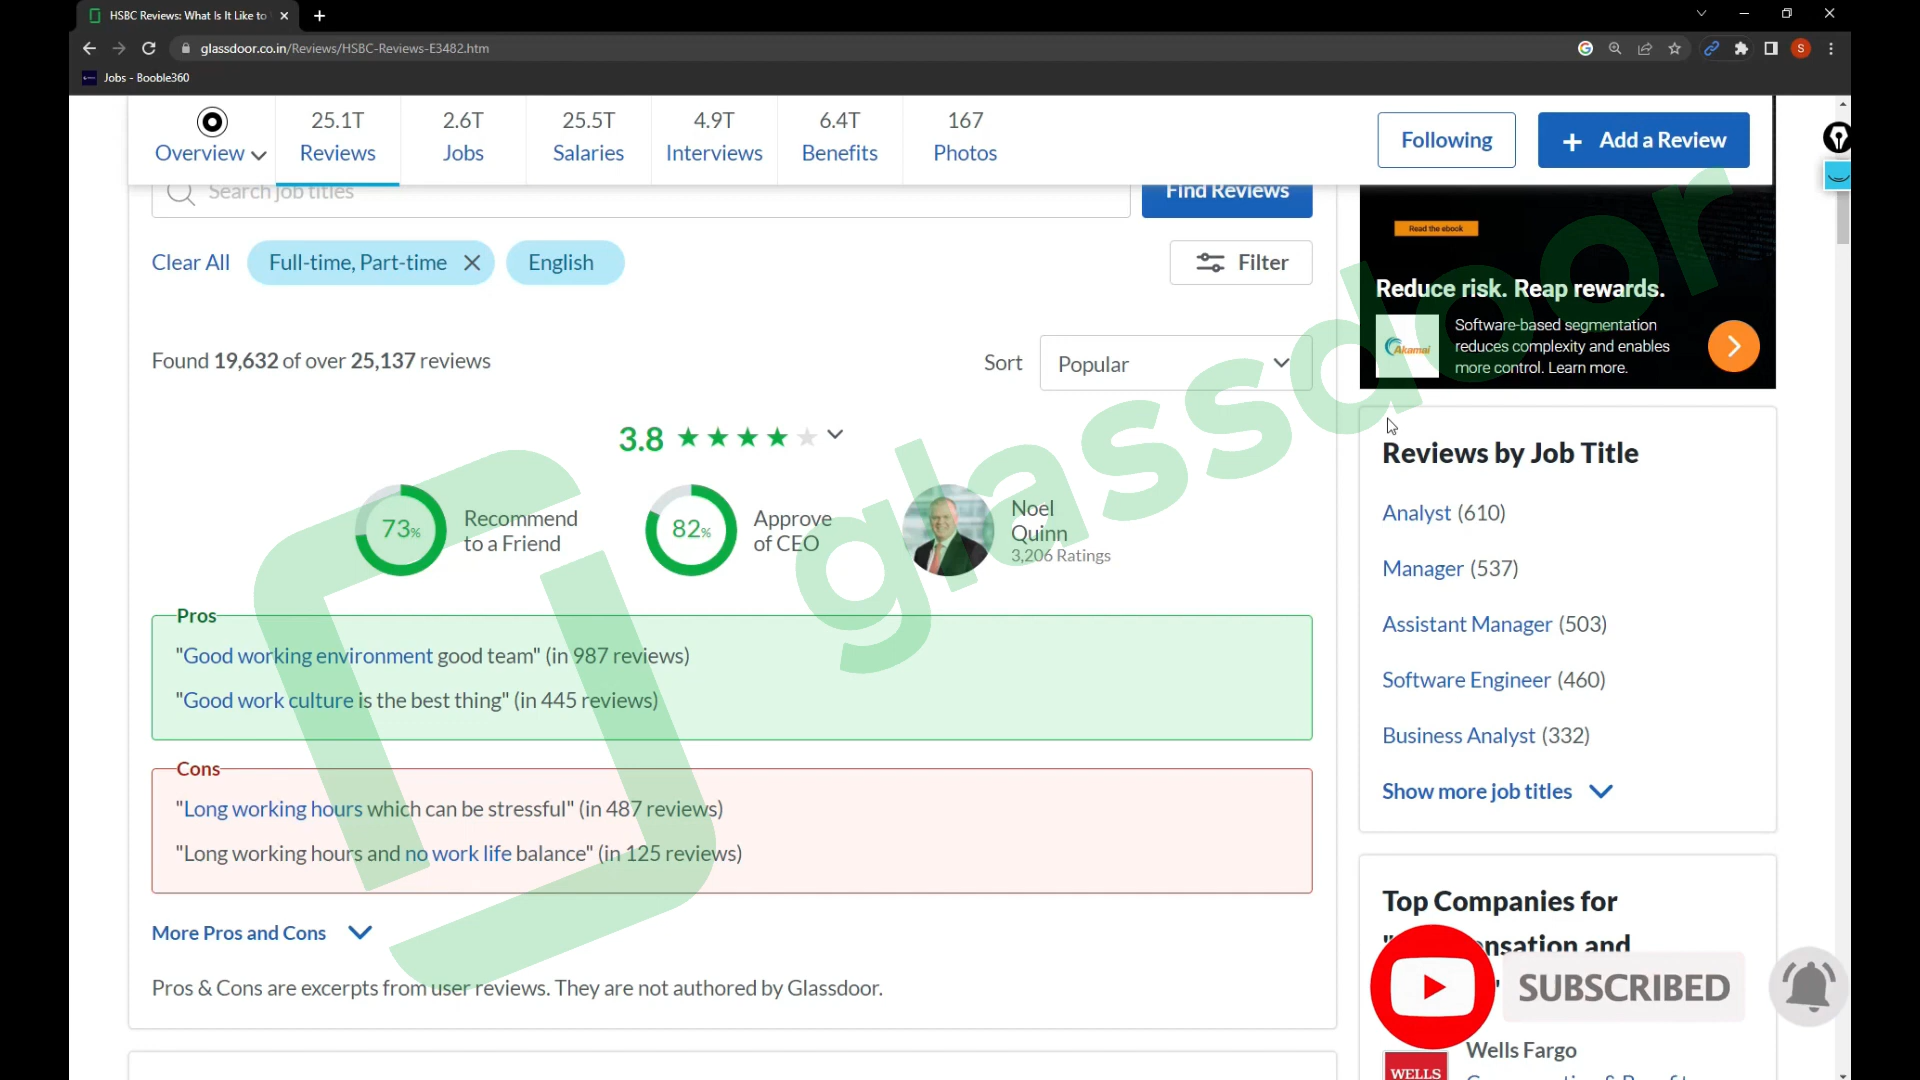 HSBC Reviews: What Is It Like to
glassdoor.co.in/Reviews/HSBC-Reviews-E3482.htm
S
Jobs - Booble360
25.1T
2.6T
25.5T
4.9T
6.4T
167
Overview
Reviews
Jobs
Salaries
Interviews
Benefits
Photos
Following
+ Add a Review
Search job titles
Find Reviews
Clear All
Full-time, Part-time
English
Filter
Found 19,632 of over 25,137 reviews
Sort
Popular
3.8
73%
Recommend
to a Friend
82%
Approve
of CEO
Noel
Quinn
3,206 Ratings
Pros
"Good working environment good team" (in 987 reviews)
"Good work culture is the best thing" (in 445 reviews)
Cons
"Long working hours which can be stressful" (in 487 reviews)
"Long working hours and no work life balance" (in 125 reviews)
More Pros and Cons
Pros & Cons are excerpts from user reviews. They are not authored by Glassdoor.
glassdoor
Read the ebook
Reduce risk. Reap rewards.
Akamai
Software-based segmentation
reduces complexity and enables
more control. Learn more.
Reviews by Job Title
Analyst (610)
Manager (537)
Assistant Manager (503)
Software Engineer (460)
Business Analyst (332)
Show more job titles
Top Companies for
and
SUBSCRIBED
Wells Fargo
WELLS